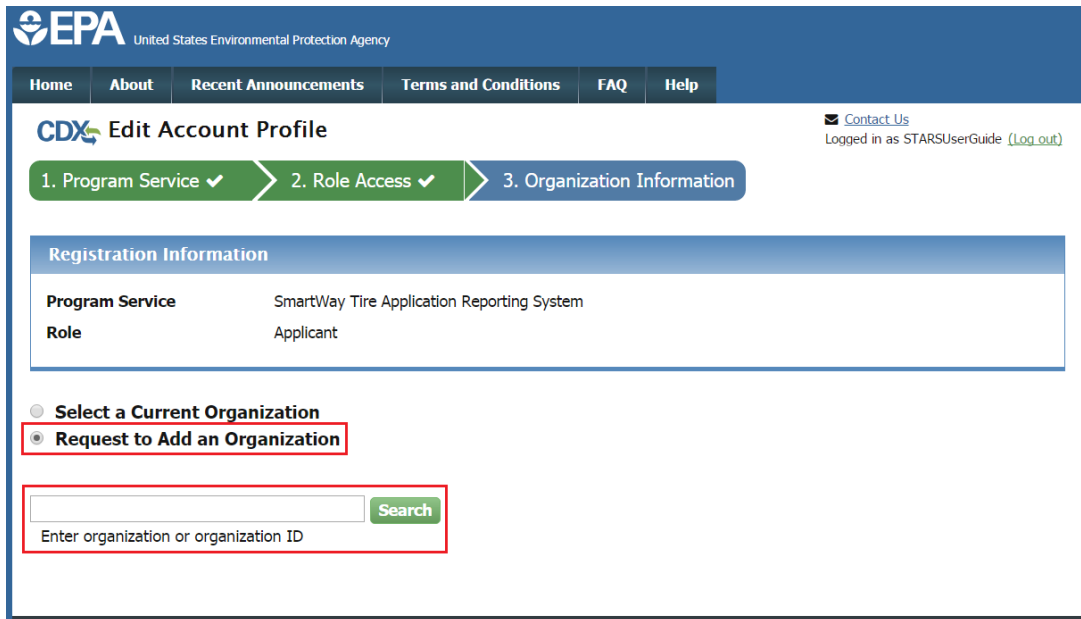 EPA United States Environmental Protection Agency
Home About Recent Announcements Terms and Conditions FAQ Help
CDX Edit Account Profile
Contact Us
Logged in as STARSUserGuide (Log out)
1. Program Service ✔ 2. Role Access ✔ 3. Organization Information
Registration Information
Program Service SmartWay Tire Application Reporting System
Role Applicant
Select a Current Organization
Request to Add an Organization
Search
Enter organization or organization ID